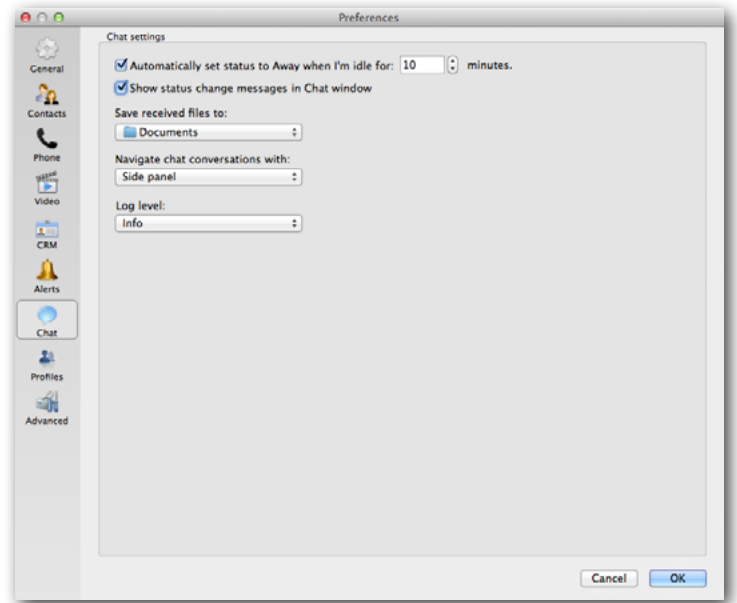 Preferences
General
Contacts
Phone
Video
CRM
Alerts
Chat
Profiles
Advanced
Chat settings
Automatically set status to Away when I'm idle for: 10 minutes.
Show status change messages in Chat window
Save received files to:
Documents
Navigate chat conversations with:
Side panel
Log level:
Info
Cancel OK